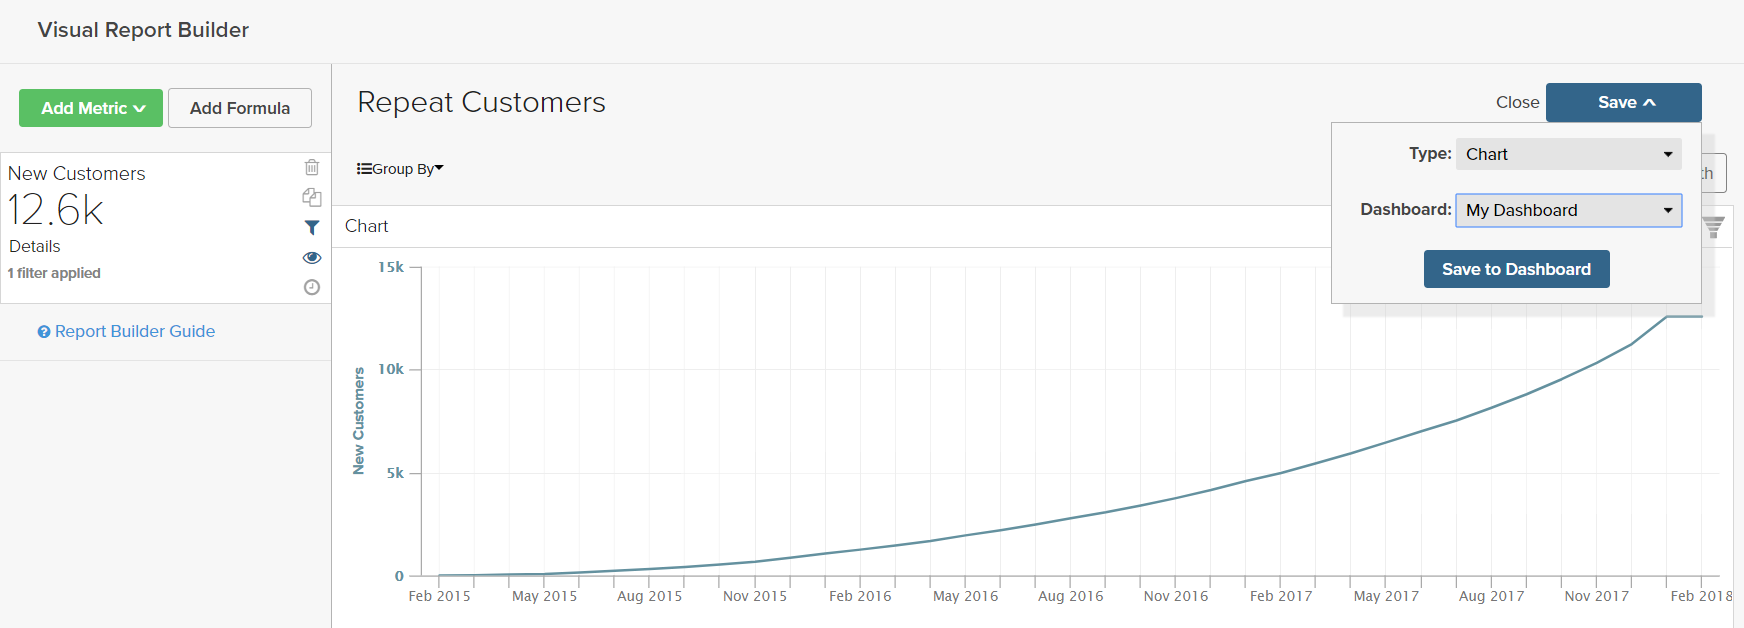 Visual Report Builder
Add Metric
Add Formula
New Customers
12.6k
Details
1 filter applied
Report Builder Guide
Repeat Customers
Close
Save
Group By
Type:
Chart
Dashboard:
My Dashboard
Save to Dashboard
th
Chart
15k
10k
5k
0
New Customers
Feb 2015
May 2015
Aug 2015
Nov 2015
Feb 2016
May 2016
Aug 2016
Nov 2016
Feb 2017
May 2017
Aug 2017
Nov 2017
Feb 2018